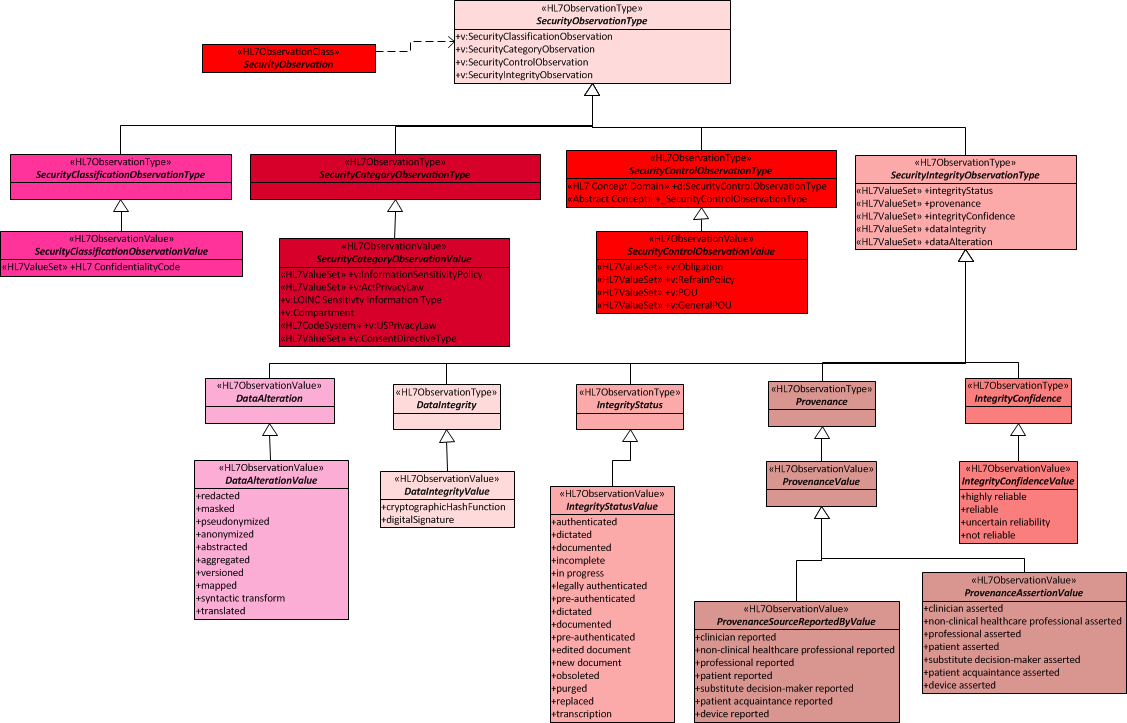 «HL7ObservationType»
SecurityObservationType
+v:SecurityClassificationObservation
+v:SecurityCategoryObservation
+v:SecurityControlObservation
+v:SecurityIntegrityObservation
«HL7ObservationClass»
SecurityObservation
«HL7ObservationType»
SecurityClassificationObservationType
«HL7ObservationType»
SecurityCategoryObservationType
«HL7ObservationType»
SecurityControlObservationType
«HL7 Concept Domain» +d:SecurityControlObservationType
«Abstract Concept» +_SecurityControlObservationType
«HL7ObservationType»
SecurityIntegrityObservationType
«HL7ValueSet» +integrityStatus
«HL7ValueSet» +provenance
«HL7ValueSet» +integrityConfidence
«HL7ValueSet» +dataIntegrity
«HL7ValueSet» +dataAlteration
«HL7ObservationValue»
SecurityClassificationObservationValue
«HL7ValueSet» +HL7 ConfidentialityCode
«HL7ObservationValue»
SecurityCategoryObservationValue
«HL7ValueSet» +v:InformationSensitivityPolicy
«HL7ValueSet» +v:ActPrivacyLaw
+v:LOINC Sensitivty Information Type
+v:Compartment
«HL7CodeSystem» +v:USPrivacyLaw
«HL7ValueSet» +v:ConsentDirectiveType
«HL7ObservationValue»
SecurityControlObservationValue
«HL7ValueSet» +v:Obligation
«HL7ValueSet» +v:RefrainPolicy
«HL7ValueSet» +v:POU
«HL7ValueSet» +v:GeneralPOU
«HL7ObservationValue»
DataAlteration
«HL7ObservationType»
DataIntegrity
«HL7ObservationType»
IntegrityStatus
«HL7ObservationType»
Provenance
«HL7ObservationType»
IntegrityConfidence
«HL7ObservationValue»
DataAlterationValue
+redacted
+masked
+pseudonymized
+anonymized
+abstracted
+aggregated
+versioned
+mapped
+syntactic transform
+translated
«HL7ObservationValue»
DataIntegrityValue
+cryptographicHashFunction
+digitalSignature
«HL7ObservationValue»
IntegrityStatusValue
+authenticated
+dictated
+documented
+incomplete
+in progress
+legally authenticated
+pre-authenticated
+dictated
+documented
+pre-authenticated
+edited document
+new document
+obsoleted
+purged
+replaced
+transcription
«HL7ObservationValue»
ProvenanceValue
«HL7ObservationValue»
IntegrityConfidenceValue
+highly reliable
+reliable
+uncertain reliability
+not reliable
«HL7ObservationValue»
ProvenanceSourceReportedByValue
+clinician reported
+non-clinical healthcare professional reported
+professional reported
+patient reported
+substitute decision-maker reported
+patient acquaintance reported
+device reported
«HL7ObservationValue»
ProvenanceAssertionValue
+clinician asserted
+non-clinical healthcare professional asserted
+professional asserted
+patient asserted
+substitute decision-maker asserted
+patient acquaintance asserted
+device asserted